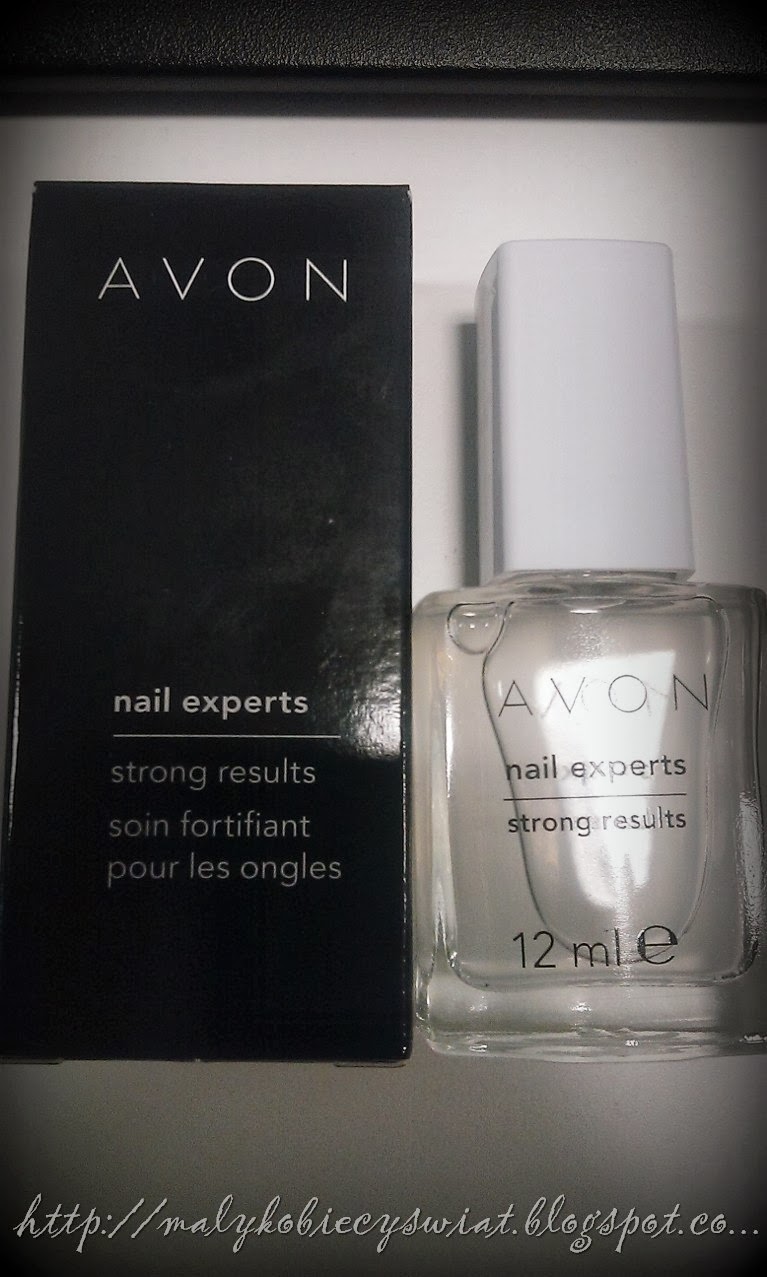 AVON
nail experts
strong results
soin fortifiant
pour les ongles
AVON
nail experts
strong results
12 ml e
http://malykobiecyswiat.blogspot.co...